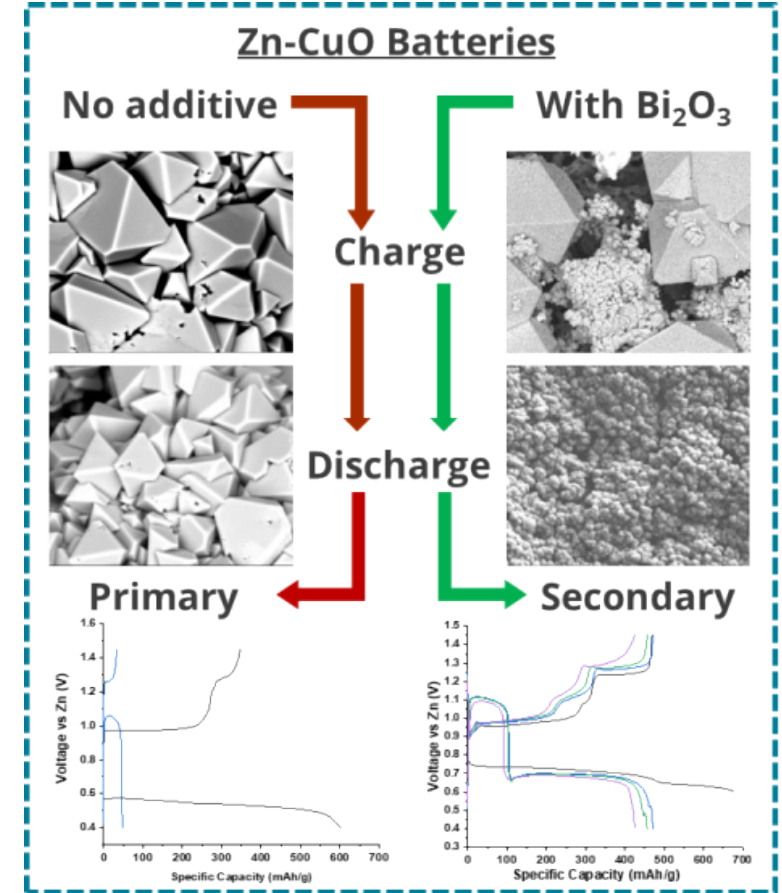 Zn-CuO Batteries
No additive
With Bi₂O₃
Charge
Discharge
Primary
Secondary
1.6
1.4
1.2
1.0
0.8
0.6
0.4
Voltage vs Zn (V)
0 100 200 300 400 500 600 700
Specific Capacity (mAh/g)
1.5
1.4
1.3
1.2
1.1
1.0
0.9
0.8
0.7
0.6
0.5
0.4
0.3
Voltage vs Zn (V)
0 100 200 300 400 500 600 700
Specific Capacity (mAh/g)